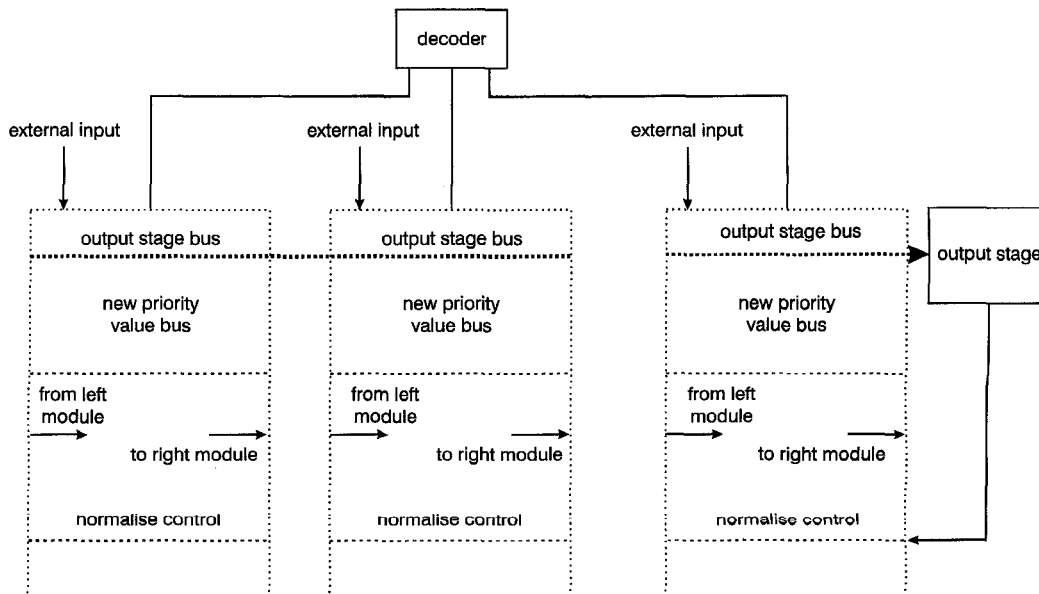 decoder
external input
external input
external input
output stage bus
output stage bus
output stage bus
output stage
new priority
value bus
new priority
value bus
new priority
value bus
from left
module
from left
module
from left
module
to right module
to right module
to right module
normalise control
normalise control
normalise control